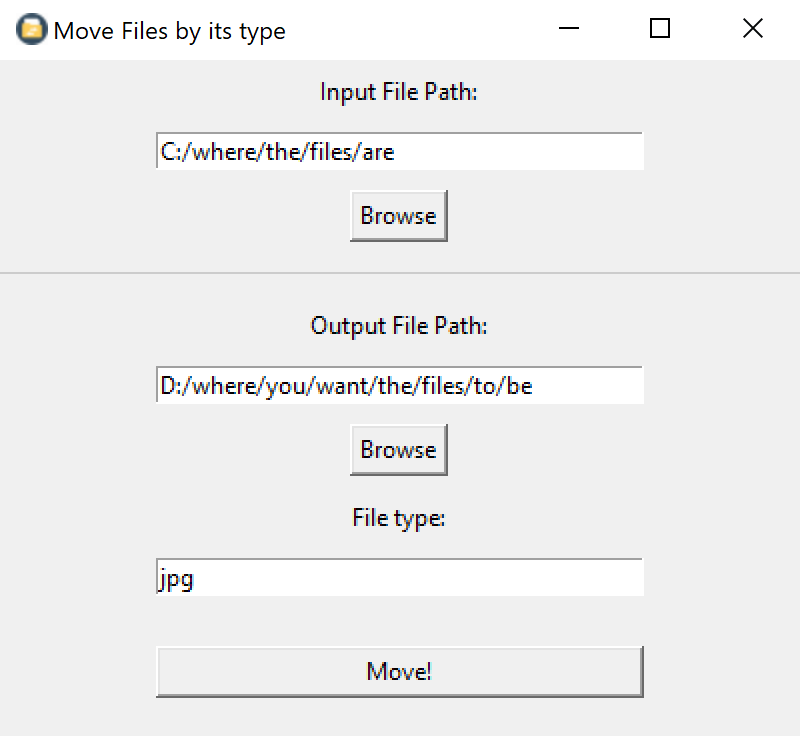 Move Files by its type
Input File Path:
C:/where/the/files/are
Browse
Output File Path:
D:/where/you/want/the/files/to/be
Browse
File type:
jpg
Move!